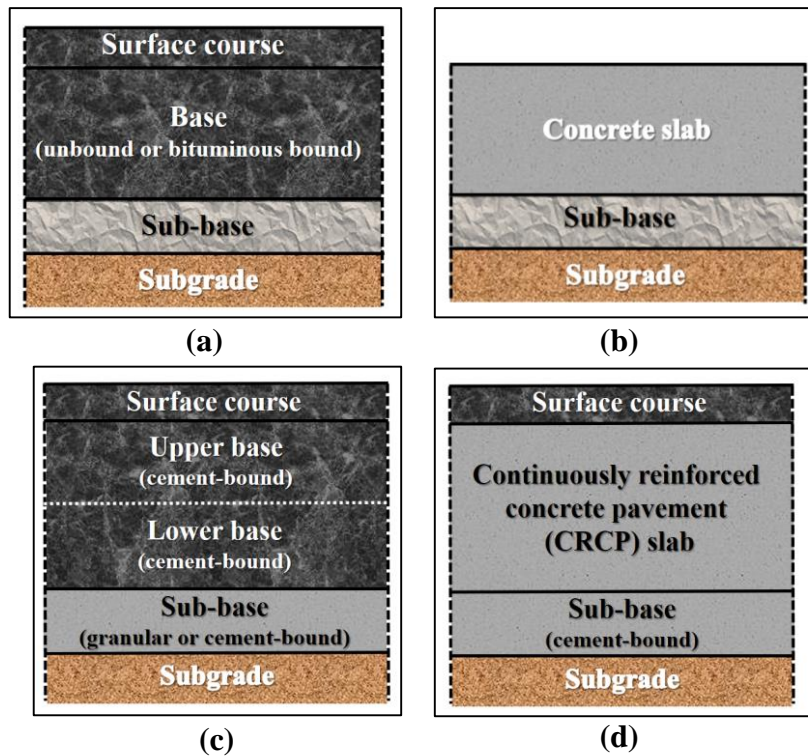 Surface course
Base
(unbound or bituminous bound)
Sub-base
Subgrade
(a)
Concrete slab
Sub-base
Subgrade
(b)
Surface course
Upper base
(cement-bound)
Lower base
(cement-bound)
Sub-base
(granular or cement-bound)
Subgrade
(c)
Surface course
Continuously reinforced
concrete pavement
(CRCP) slab
Sub-base
(cement-bound)
Subgrade
(d)